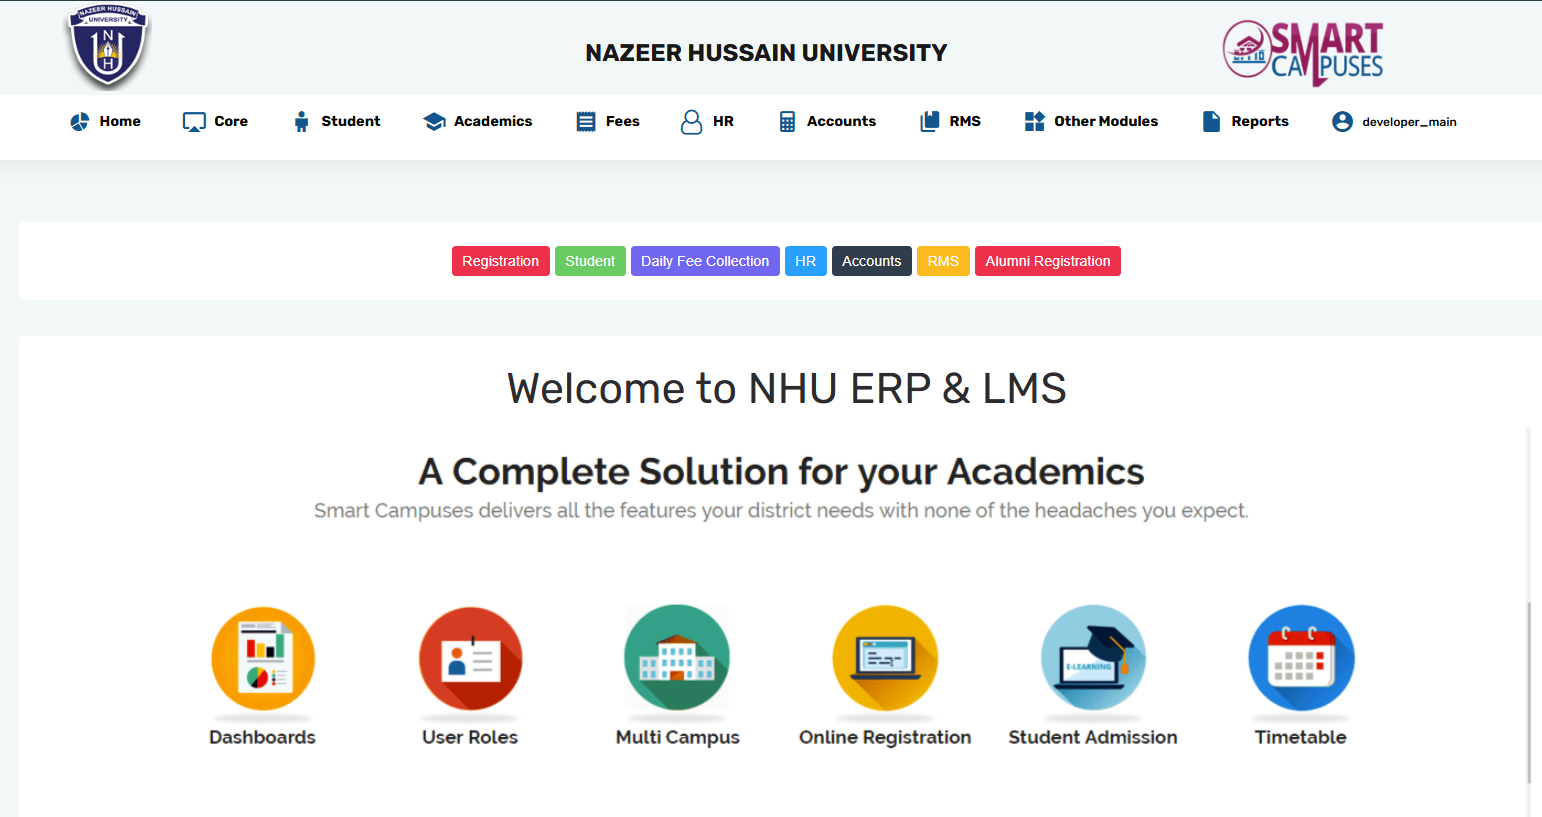 NAZEER HUSSAIN
UNIVERSITY
N
U
H
NAZEER HUSSAIN UNIVERSITY
SMART
CAMPUSES
Home
Core
Student
Academics
Fees
HR
Accounts
RMS
Other Modules
Reports
developer_main
Registration
Student
Daily Fee Collection
HR
Accounts
RMS
Alumni Registration
Welcome to NHU ERP & LMS
A Complete Solution for your Academics
Smart Campuses delivers all the features your district needs with none of the headaches you expect.
E-LEARNING
Dashboards
User Roles
Multi Campus
Online Registration
Student Admission
Timetable